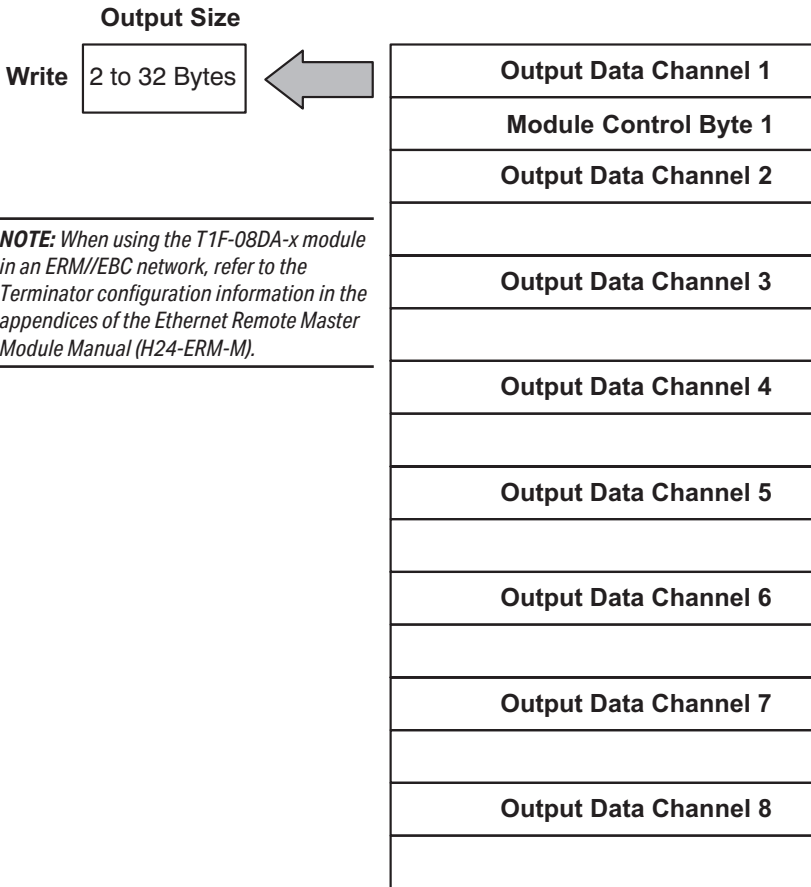 Output Size
Write 2 to 32 Bytes
Output Data Channel 1
Module Control Byte 1
Output Data Channel 2
NOTE: When using the T1F-08DA-x module
in an ERM//EBC network, refer to the
Terminator configuration information in the
appendices of the Ethernet Remote Master
Module Manual (H24-ERM-M).
Output Data Channel 3
Output Data Channel 4
Output Data Channel 5
Output Data Channel 6
Output Data Channel 7
Output Data Channel 8